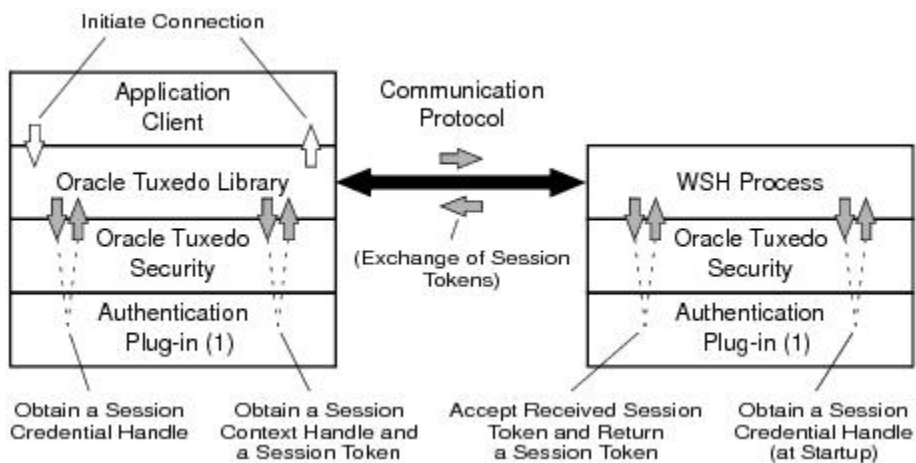 Initiate Connection
Application
Client
Oracle Tuxedo Library
Oracle Tuxedo
Security
Authentication
Plug-in (1)
Communication
Protocol
(Exchange of Session
Tokens)
WSH Process
Oracle Tuxedo
Security
Authentication
Plug-in (1)
Obtain a Session
Credential Handle
Obtain a Session
Context Handle and
a Session Token
Accept Received Session
Token and Return
a Session Token
Obtain a Session
Credential Handle
(at Startup)